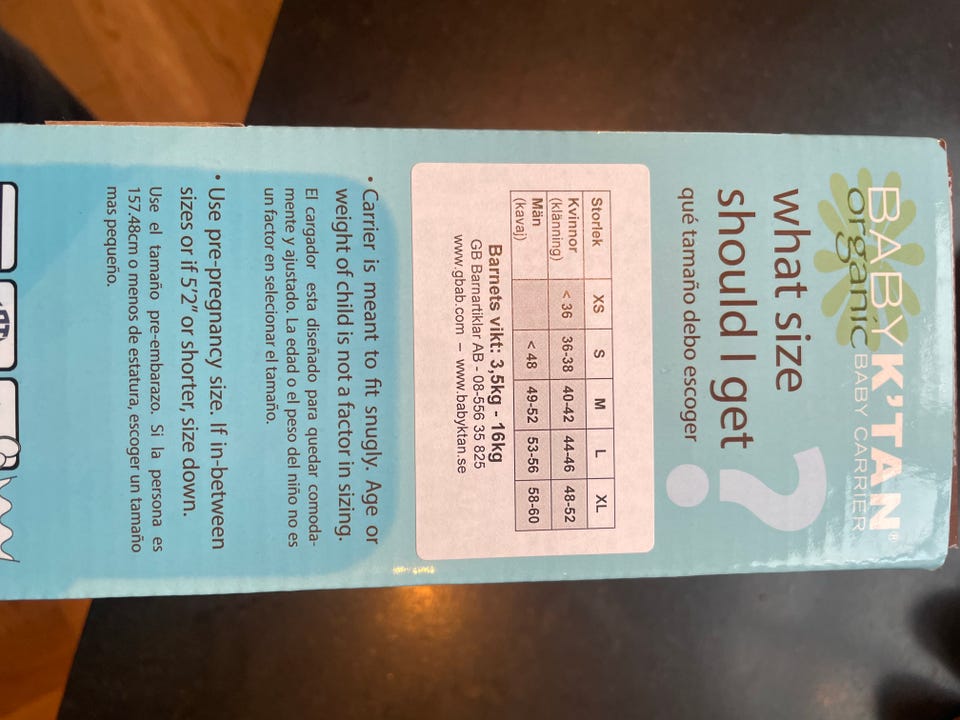 BABY K'TAN®
organic BABY CARRIER
what size
should I get
?
qué tamaño debo escoger
Storlek XS S M L XL
Kvinnor (klänning) < 36 36-38 40-42 44-46 48-52
Män (kavaj) < 48 49-52 53-56 58-60
Barnets vikt: 3,5kg - 16kg
GB Barnartiklar AB - 08-556 35 825
www.gbab.com – www.babyktan.se
• Carrier is meant to fit snugly. Age or
weight of child is not a factor in sizing.
El cargador esta diseñado para quedar comoda-
mente y ajustado. La edad o el peso del niño no es
un factor en selecionar el tamaño.
• Use pre-pregnancy size. If in-between
sizes or if 5'2" or shorter, size down.
Use el tamaño pre-embarazo. Si la persona es
157.48cm o menos de estatura, escoger un tamaño
mas pequeño.